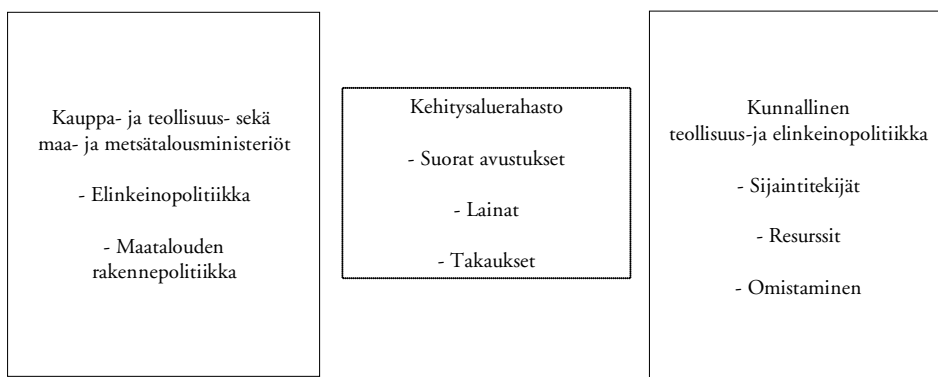 Kauppa- ja teollisuus- sekä
maa- ja metsätalousministeriöt
- Elinkeinopolitiikka
- Maatalouden
rakennepolitiikka
Kehitysaluerahasto
- Suorat avustukset
- Lainat
- Takaukset
Kunnallinen
teollisuus-ja elinkeinopolitiikka
- Sijaintitekijät
- Resurssit
- Omistaminen